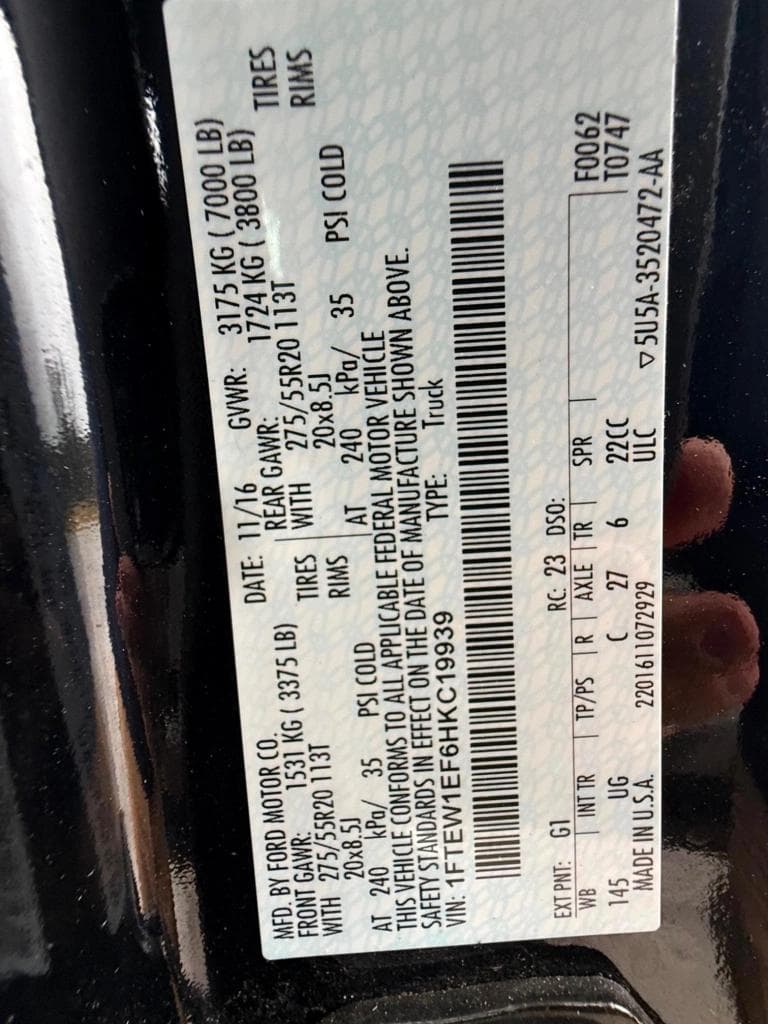 MFD. BY FORD MOTOR CO. DATE: 11/16 GVWR: 3175 KG ( 7000 LB)
FRONT GAWR: 1531 KG ( 3375 LB) REAR GAWR: 1724 KG ( 3800 LB)
WITH 275/55R20 113T TIRES WITH 275/55R20 113T TIRES
20x8.5J RIMS 20x8.5J RIMS
AT 240 kPa/ 35 PSI COLD AT 240 kPa/ 35 PSI COLD
THIS VEHICLE CONFORMS TO ALL APPLICABLE FEDERAL MOTOR VEHICLE
SAFETY STANDARDS IN EFFECT ON THE DATE OF MANUFACTURE SHOWN ABOVE.
VIN: 1FTEW1EF6HKC19939 TYPE: Truck
EXT PNT: G1 RC: 23 DSO: F0062
WB INT TR TP/PS R AXLE TR SPR T0747
145 UG C 27 6 22CC
MADE IN U.S.A. 2201611072929 ULC ▽5U5A-3520472-AA